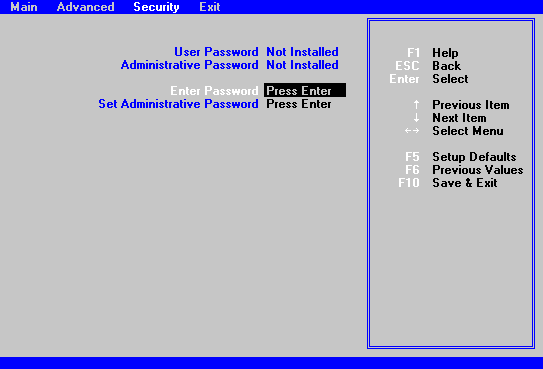 Main Advanced Security Exit
User Password Not Installed
Administrative Password Not Installed
Enter Password Press Enter
Set Administrative Password Press Enter
F1 Help
ESC Back
Enter Select
↑ Previous Item
↓ Next Item
↔ Select Menu
F5 Setup Defaults
F6 Previous Values
F10 Save & Exit